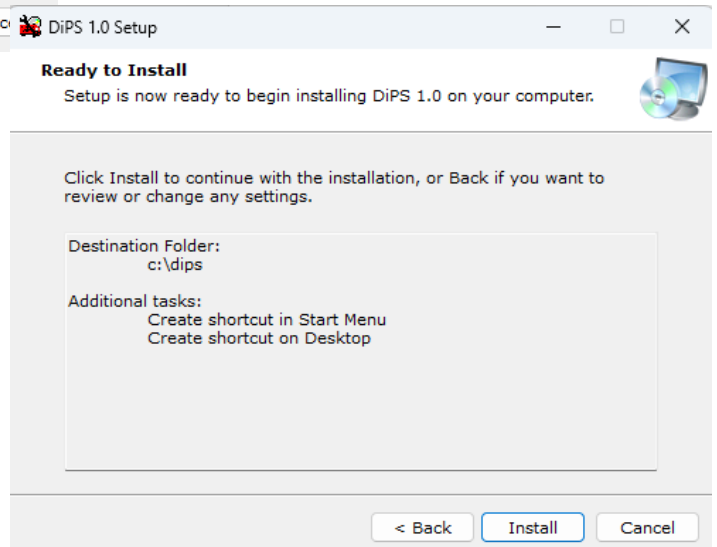 DiPS 1.0 Setup
Ready to Install
Setup is now ready to begin installing DiPS 1.0 on your computer.
Click Install to continue with the installation, or Back if you want to
review or change any settings.
Destination Folder:
c:\dips
Additional tasks:
Create shortcut in Start Menu
Create shortcut on Desktop
< Back
Install
Cancel